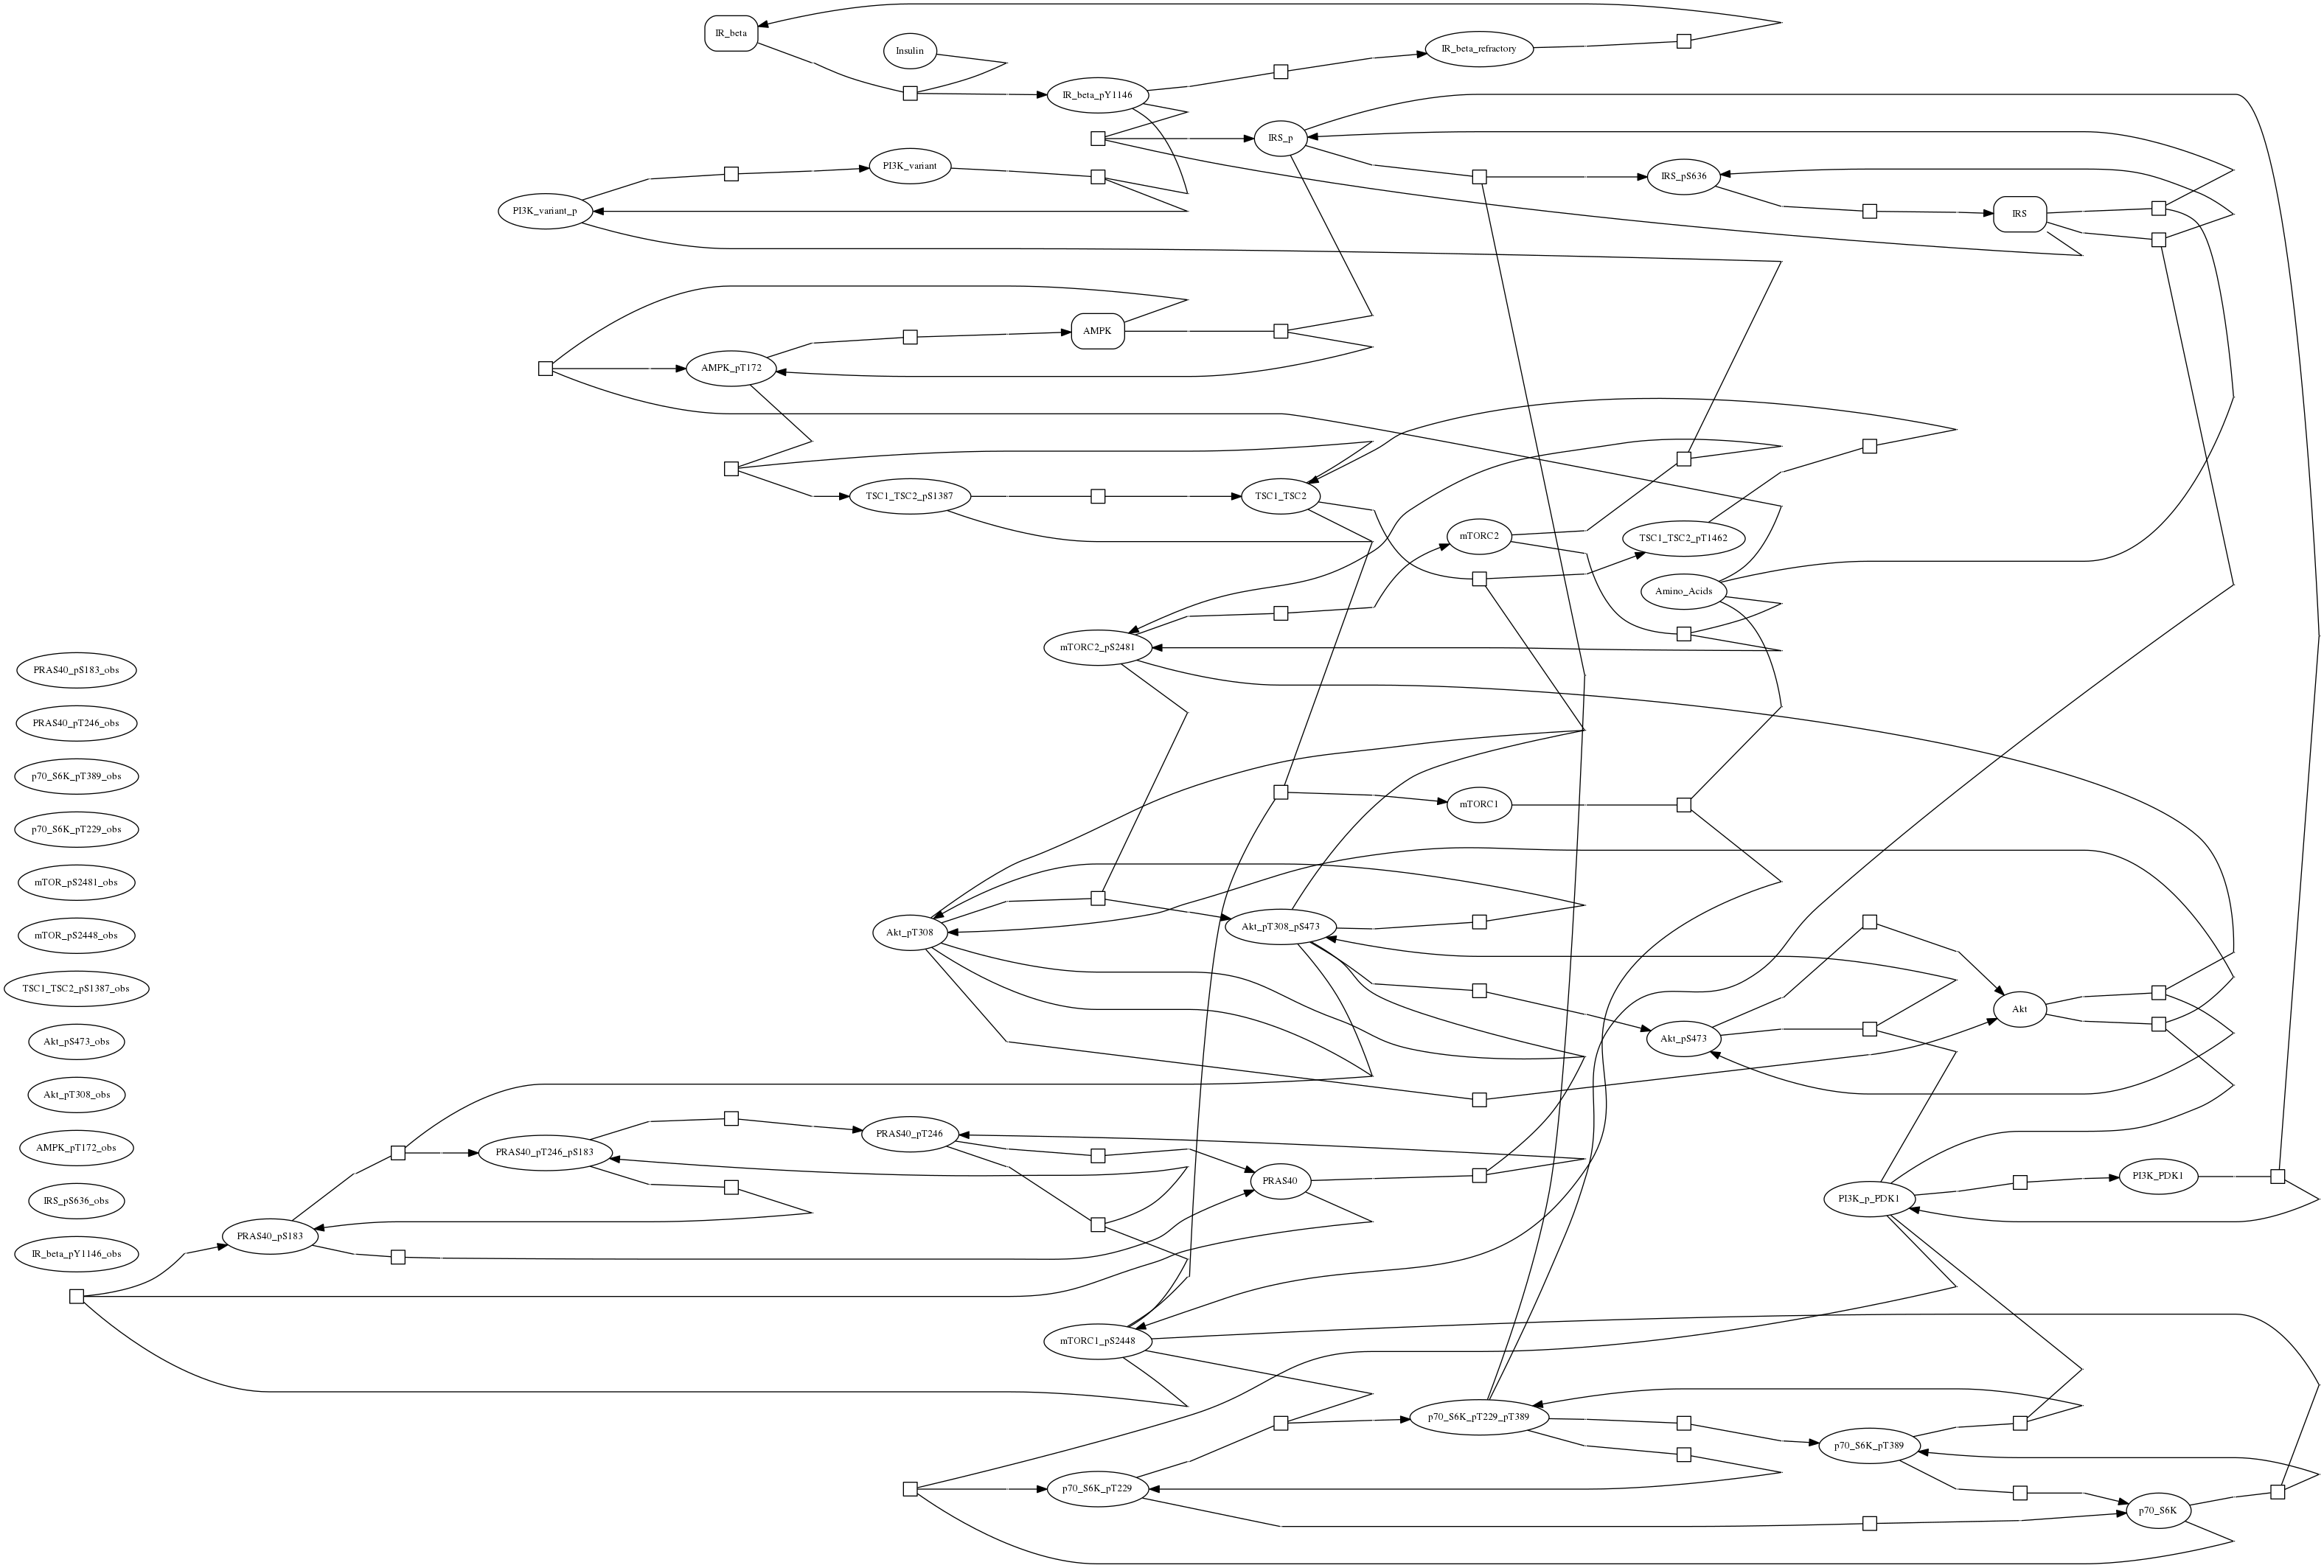 IR_beta
Insulin
IR_beta_refractory
IR_beta_pY1146
IRS_p
PI3K_variant
IRS_pS636
PI3K_variant_p
IRS
AMPK
AMPK_pT172
TSC1_TSC2_pS1387
TSC1_TSC2
mTORC2
TSC1_TSC2_pT1462
Amino_Acids
mTORC2_pS2481
PRAS40_pS183_obs
PRAS40_pT246_obs
p70_S6K_pT389_obs
mTORC1
p70_S6K_pT229_obs
mTOR_pS2481_obs
Akt_pT308_pS473
Akt_pT308
mTOR_pS2448_obs
TSC1_TSC2_pS1387_obs
Akt
Akt_pS473
Akt_pS473_obs
Akt_pT308_obs
PRAS40_pT246
AMPK_pT172_obs
PRAS40_pT246_pS183
PI3K_PDK1
PRAS40
PI3K_p_PDK1
IRS_pS636_obs
PRAS40_pS183
IR_beta_pY1146_obs
mTORC1_pS2448
p70_S6K_pT229_pT389
p70_S6K_pT389
p70_S6K_pT229
p70_S6K